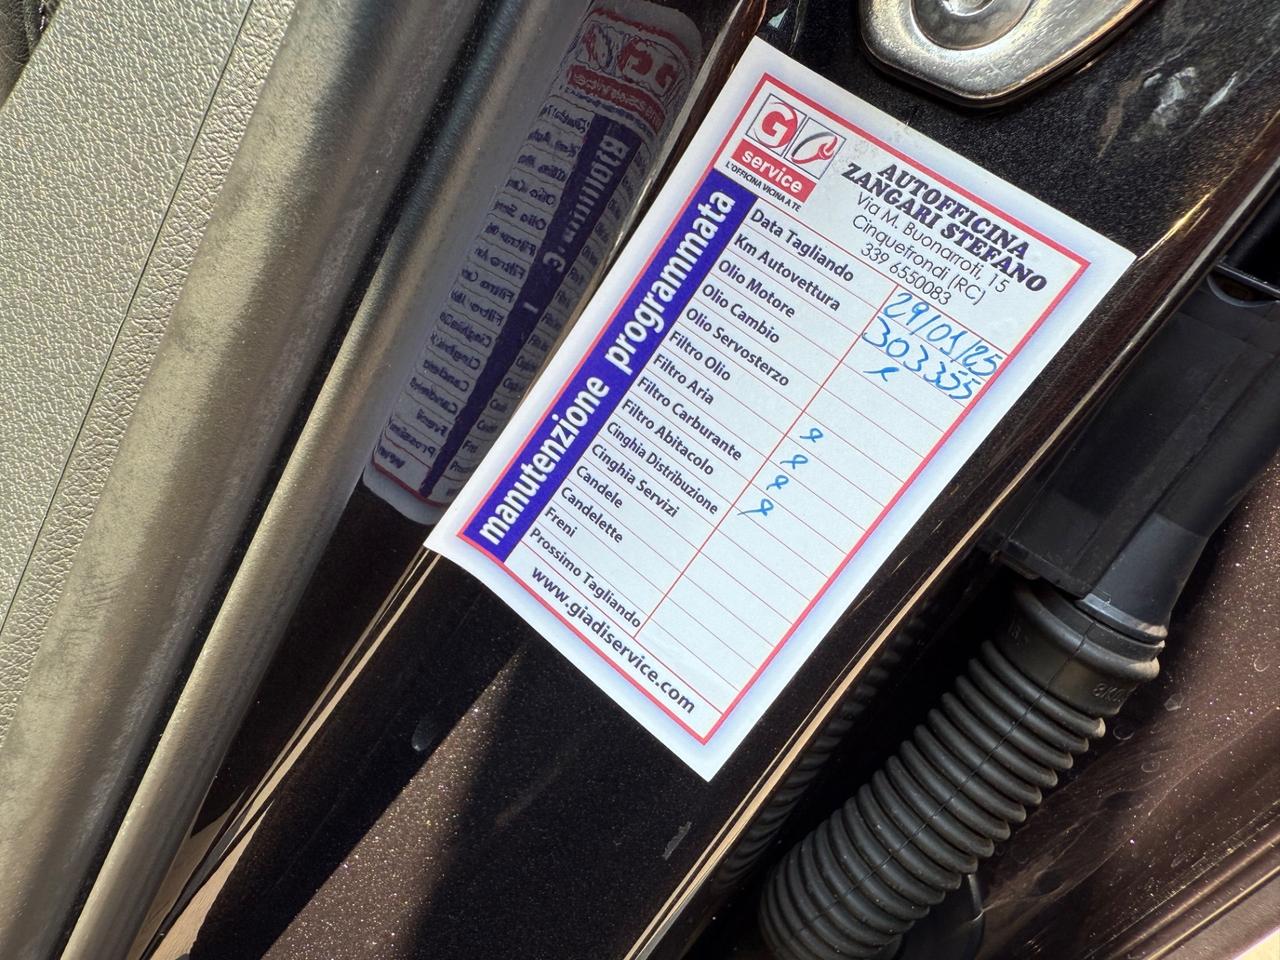 G
service
L'OFFICINA VICINA A TE
AUTOFFICINA
ZANGARI STEFANO
Via M. Buonarroti, 15
Cinquefrondi (RC)
339 6550083
manutenzione programmata
Data Tagliando 29/01/25
Km Autovettura 303355
Olio Motore x
Olio Cambio
Olio Servosterzo
Filtro Olio x
Filtro Aria x
Filtro Carburante x
Filtro Abitacolo x
Cinghia Distribuzione
Cinghia Servizi
Candele
Candelette
Freni
Prossimo Tagliando
www.giadiservice.com